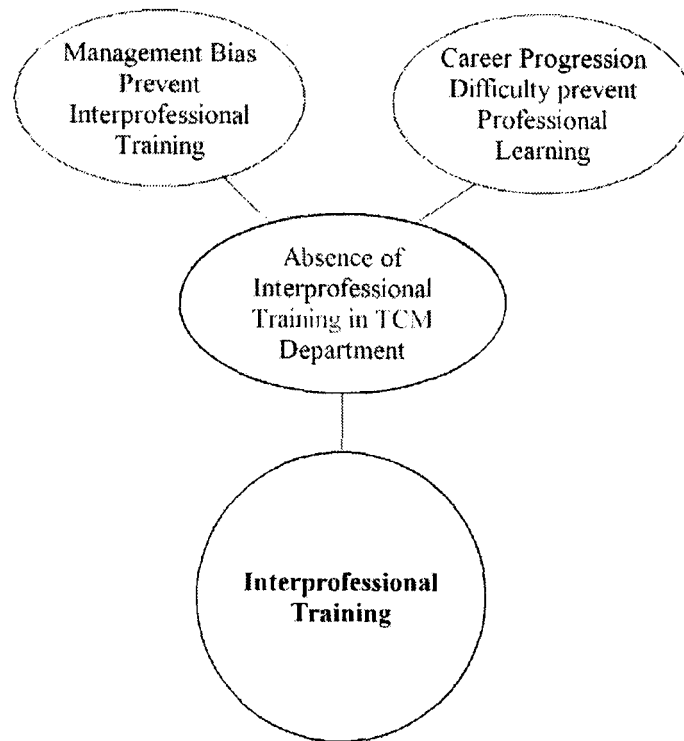 Management Bias
Prevent
Interprofessional
Training
Career Progression
Difficulty prevent
Professional
Learning
Absence of
Interprofessional
Training in TCM
Department
Interprofessional
Training